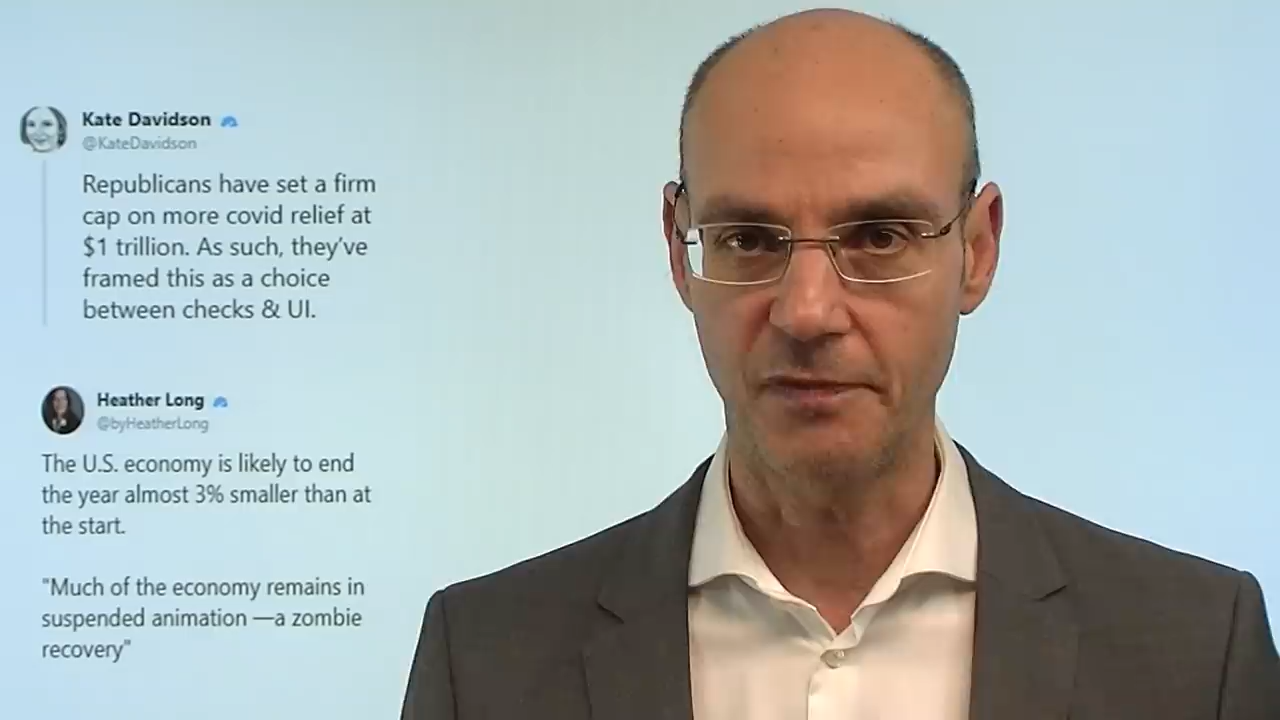 Kate Davidson
@KateDavidson
Republicans have set a firm
cap on more covid relief at
$1 trillion. As such, they've
framed this as a choice
between checks & UI.
Heather Long
@byHeatherLong
The U.S. economy is likely to end
the year almost 3% smaller than at
the start.
"Much of the economy remains in
suspended animation —a zombie
recovery"